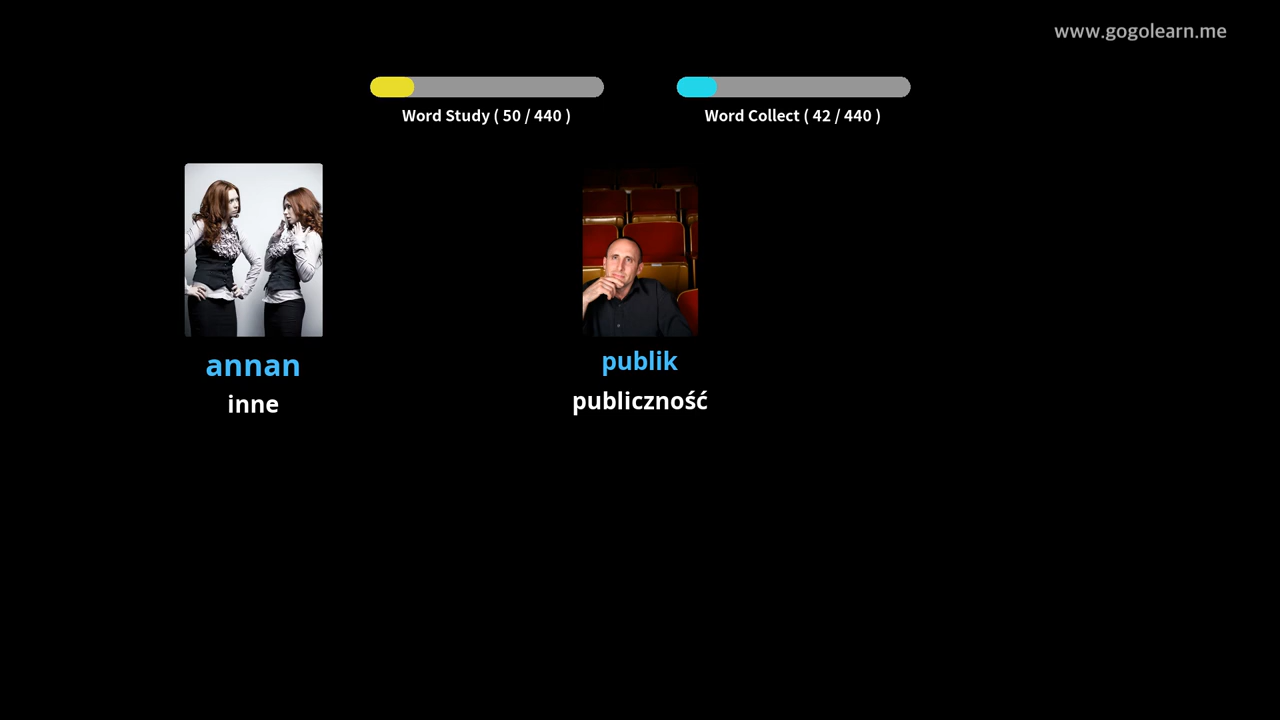 www.gogolearn.me
Word Study ( 50 / 440 )
Word Collect ( 42 / 440 )
annan
inne
publik
publiczność